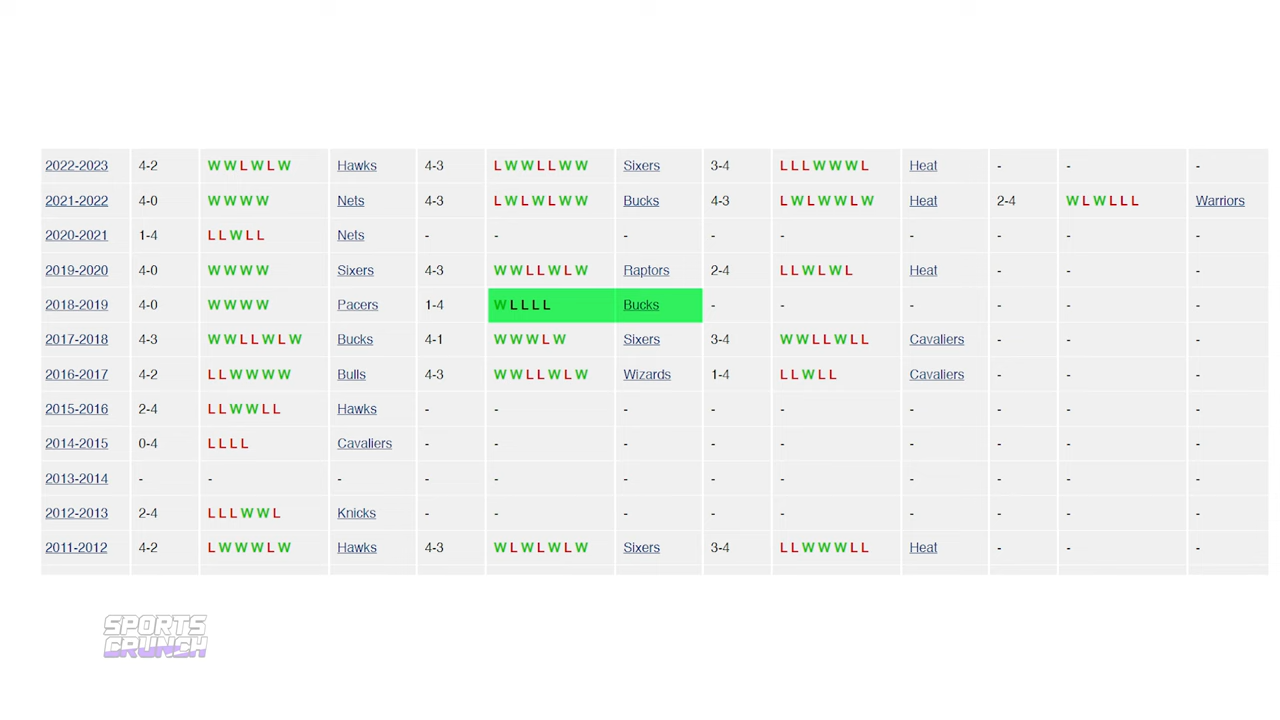 2022-2023 4-2 W W L W L W Hawks 4-3 L W W L L W W Sixers 3-4 L L L W W W L Heat - - -
2021-2022 4-0 W W W W Nets 4-3 L W L W L W W Bucks 4-3 L W L W W L W Heat 2-4 W L W L L L Warriors
2020-2021 1-4 L L W L L Nets - - - - - - - - -
2019-2020 4-0 W W W W Sixers 4-3 W W L L W L W Raptors 2-4 L L W L W L Heat - - -
2018-2019 4-0 W W W W Pacers 1-4 W L L L L Bucks - - - - - -
2017-2018 4-3 W W L L W L W Bucks 4-1 W W W L W Sixers 3-4 W W L L W L L Cavaliers - - -
2016-2017 4-2 L L W W W W Bulls 4-3 W W L L W L W Wizards 1-4 L L W L L Cavaliers - - -
2015-2016 2-4 L L W W L L Hawks - - - - - - - - -
2014-2015 0-4 L L L L Cavaliers - - - - - - - - -
2013-2014 - - - - - - - - - - - -
2012-2013 2-4 L L L W W L Knicks - - - - - - - - -
2011-2012 4-2 L W W W L W Hawks 4-3 W L W L W L W Sixers 3-4 L L W W W L L Heat - - -
SPORTS
CRUNCH